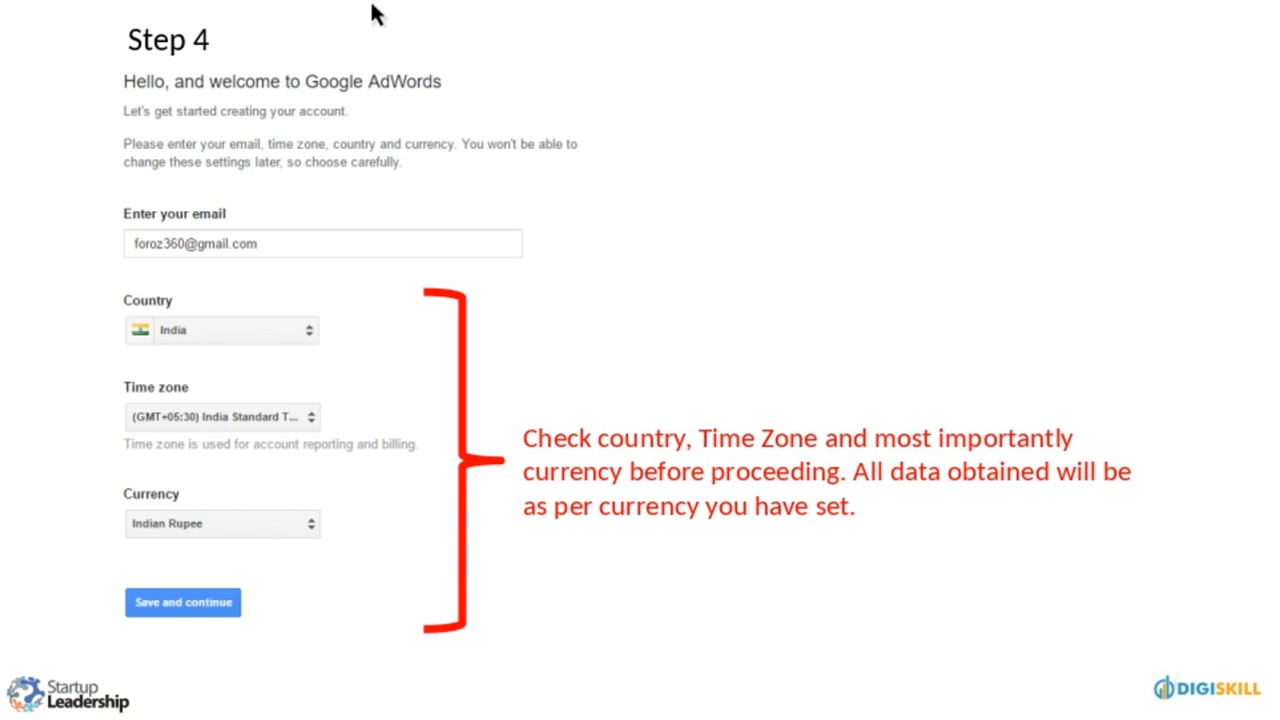 Step 4
Hello, and welcome to Google AdWords
Let's get started creating your account.
Please enter your email, time zone, country and currency. You won't be able to
change these settings later, so choose carefully.
Enter your email
foroz360@gmail.com
Country
India
Time zone
(GMT+05:30) India Standard T...
Time zone is used for account reporting and billing.
Currency
Indian Rupee
Save and continue
Check country, Time Zone and most importantly
currency before proceeding. All data obtained will be
as per currency you have set.
Startup
Leadership
DIGISKILL